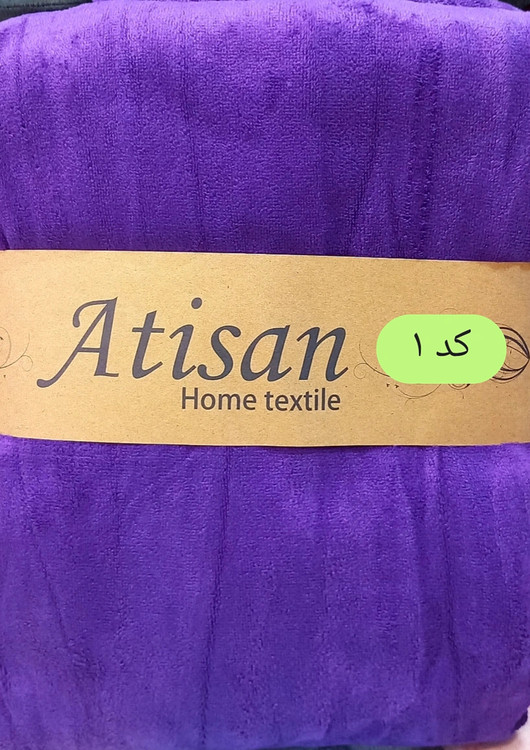 Atisan
Home textile
کد ۱